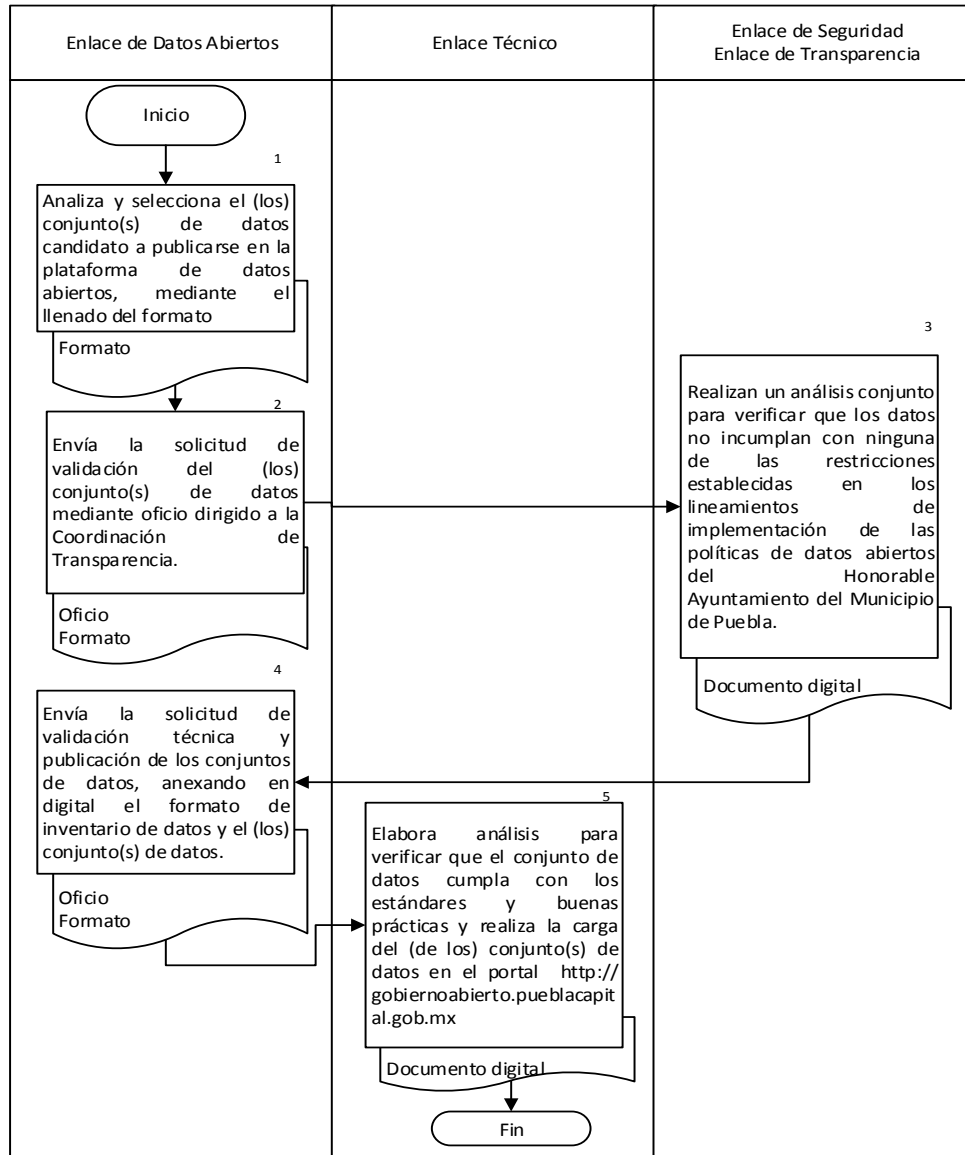 Enlace de Datos Abiertos
Enlace Técnico
Enlace de Seguridad
Enlace de Transparencia
Inicio
1
Analiza y selecciona el (los)
conjunto(s) de datos
candidato a publicarse en la
plataforma de datos
abiertos, mediante el
llenado del formato
Formato
2
Envía la solicitud de
validación del (los)
conjunto(s) de datos
mediante oficio dirigido a la
Coordinación de
Transparencia.
Oficio
Formato
3
Realizan un análisis conjunto
para verificar que los datos
no incumplan con ninguna
de las restricciones
establecidas en los
lineamientos de
implementación de las
políticas de datos abiertos
del Honorable
Ayuntamiento del Municipio
de Puebla.
Documento digital
4
Envía la solicitud de
validación técnica y
publicación de los conjuntos
de datos, anexando en
digital el formato de
inventario de datos y el (los)
conjunto(s) de datos.
Oficio
Formato
5
Elabora análisis para
verificar que el conjunto de
datos cumpla con los
estándares y buenas
prácticas y realiza la carga
del (de los) conjunto(s) de
datos en el portal http://
gobiernoabierto.pueblacapit
al.gob.mx
Documento digital
Fin